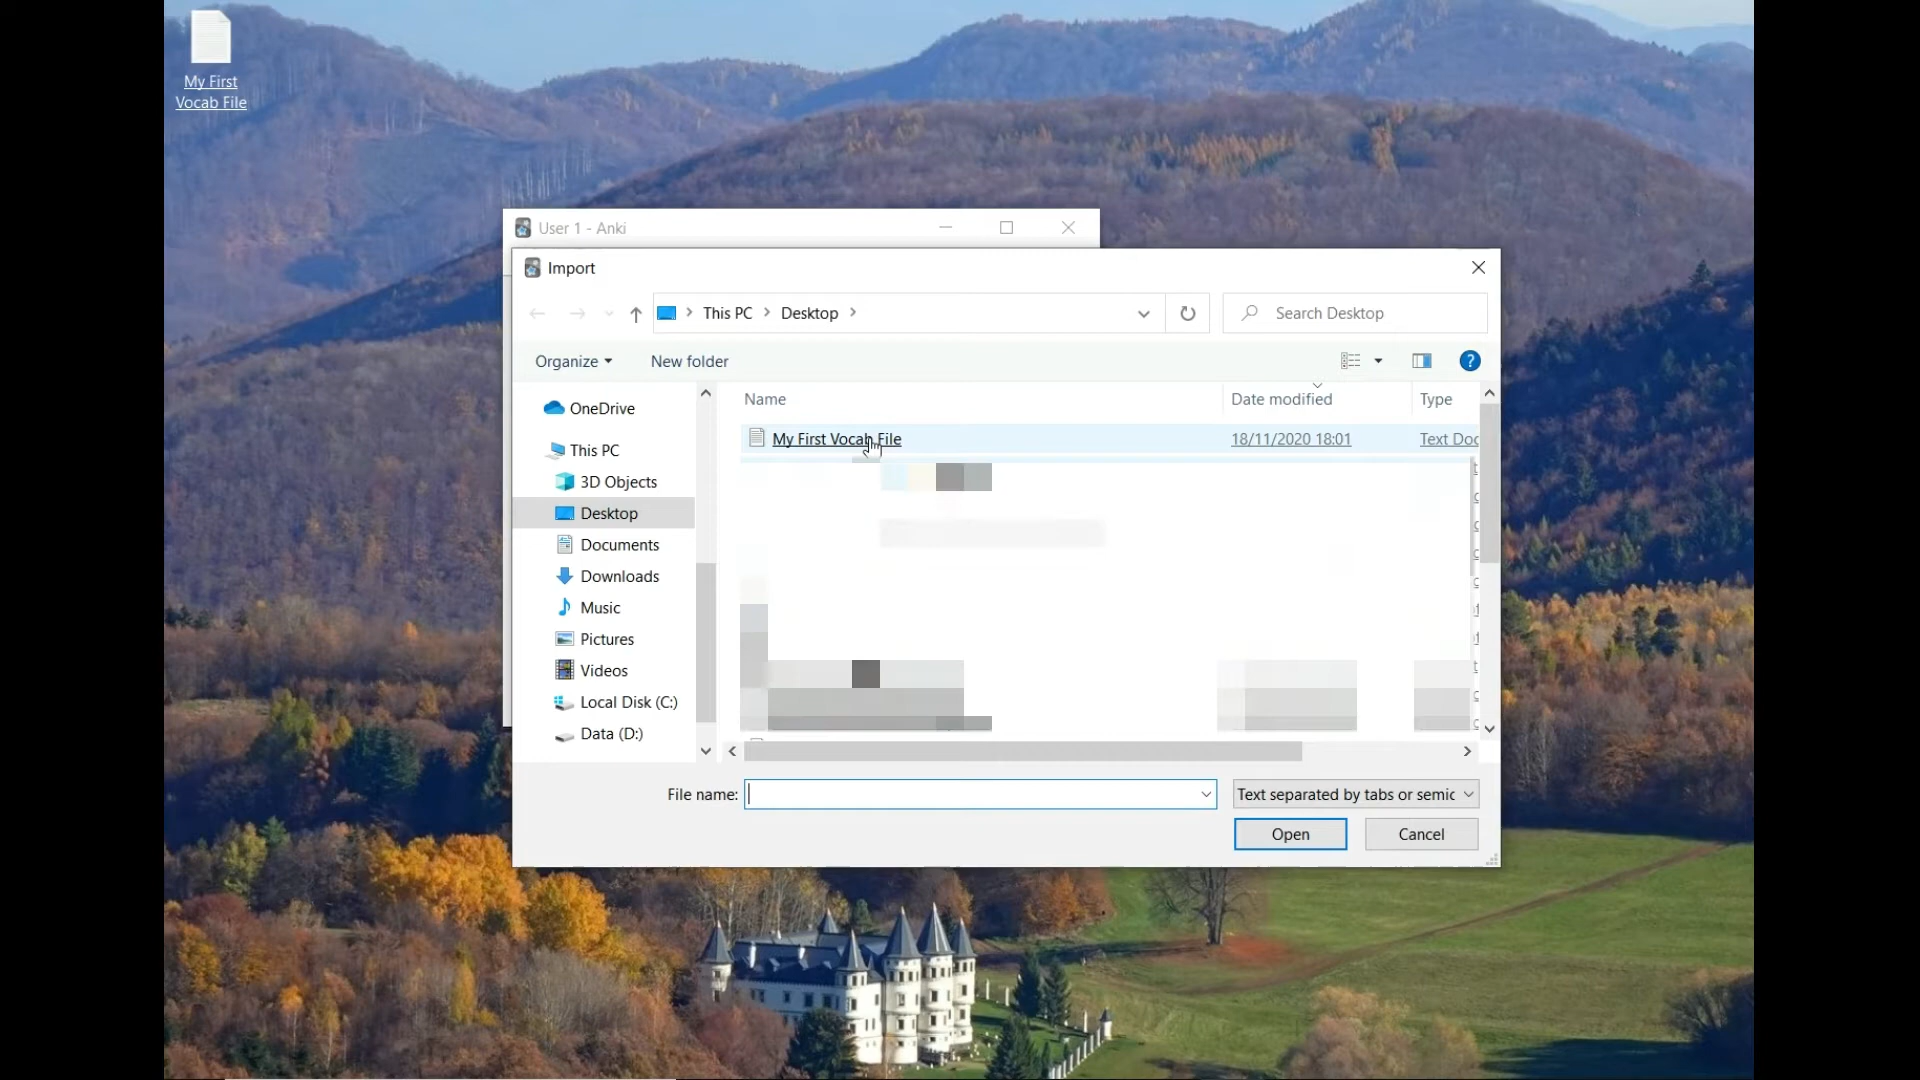 My First
Vocab File
User 1 - Anki
Import
This PC
Desktop
Search Desktop
Organize
New folder
Name
Date modified
Type
OneDrive
My First Vocab File
18/11/2020 18:01
Text Doc
This PC
3D Objects
Desktop
Documents
Downloads
Music
Pictures
Videos
Local Disk (C:)
Data (D:)
File name:
Text separated by tabs or semic
Open
Cancel